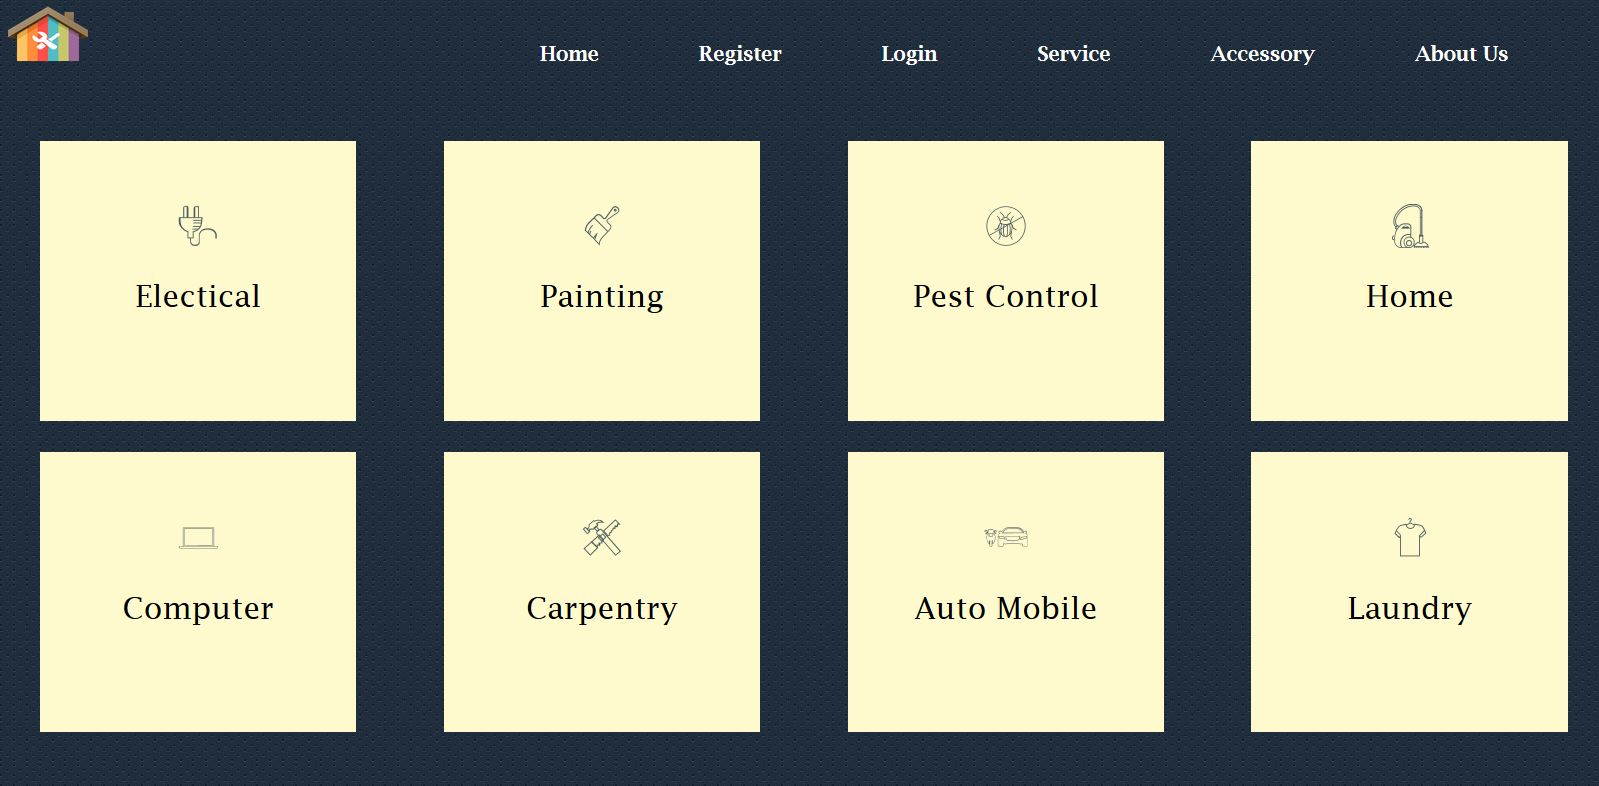 Home Register Login Service Accessory About Us
Electical Painting Pest Control Home
Computer Carpentry Auto Mobile Laundry